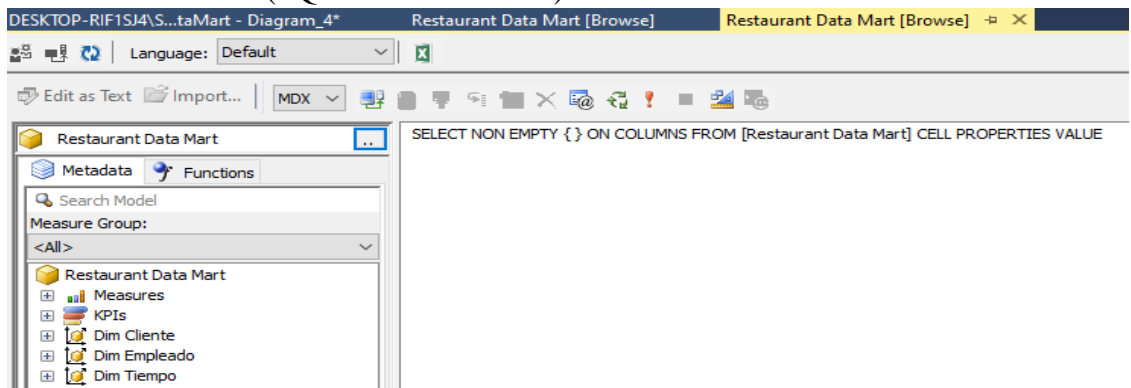 DESKTOP-RIF1SJ4\S...taMart - Diagram_4* Restaurant Data Mart [Browse] Restaurant Data Mart [Browse]
Language: Default
Edit as Text Import... MDX
Restaurant Data Mart .. SELECT NON EMPTY { } ON COLUMNS FROM [Restaurant Data Mart] CELL PROPERTIES VALUE
Metadata Functions
Search Model
Measure Group:
<All>
Restaurant Data Mart
Measures
KPIs
Dim Cliente
Dim Empleado
Dim Tiempo